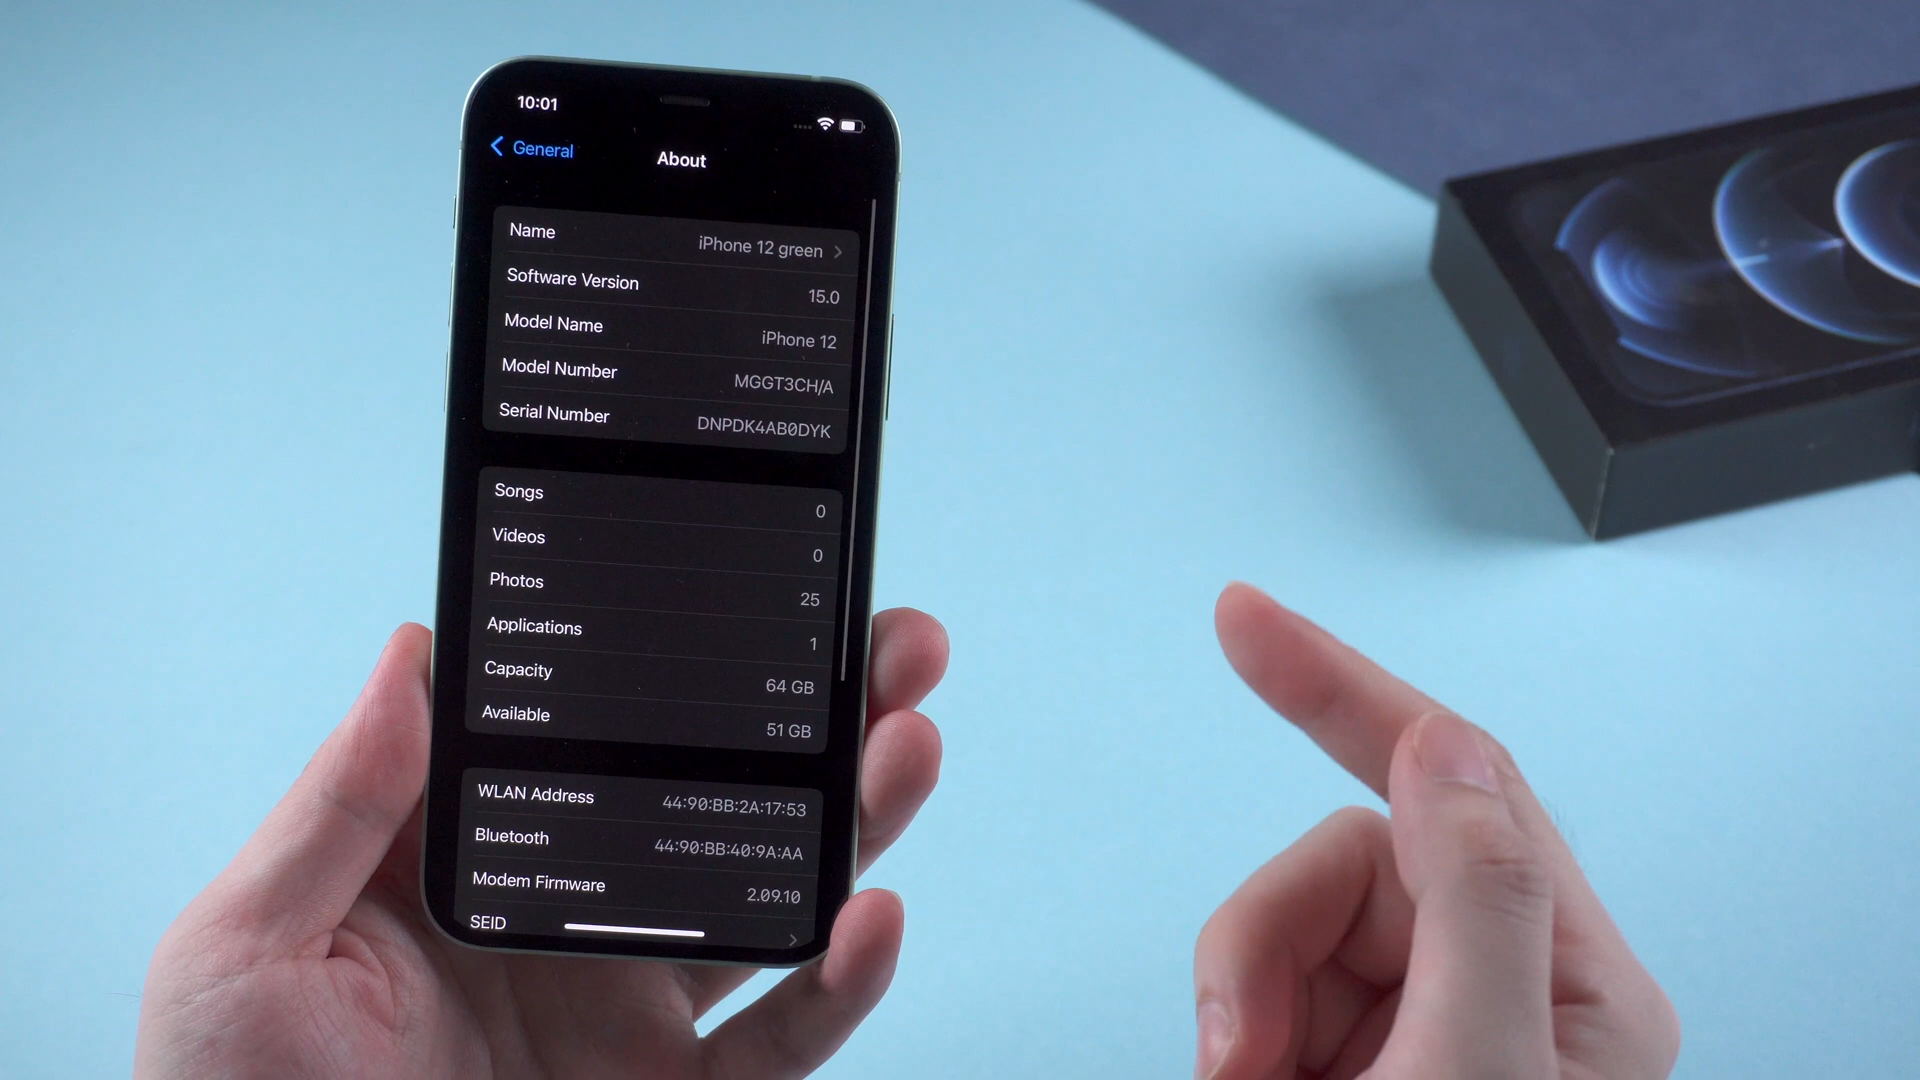 10:01
General
About
Name iPhone 12 green
Software Version 15.0
Model Name iPhone 12
Model Number MGGT3CH/A
Serial Number DNPDK4AB0DYK
Songs 0
Videos 0
Photos 25
Applications 1
Capacity 64 GB
Available 51 GB
WLAN Address 44:90:BB:2A:17:53
Bluetooth 44:90:BB:40:9A:AA
Modem Firmware 2.09.10
SEID